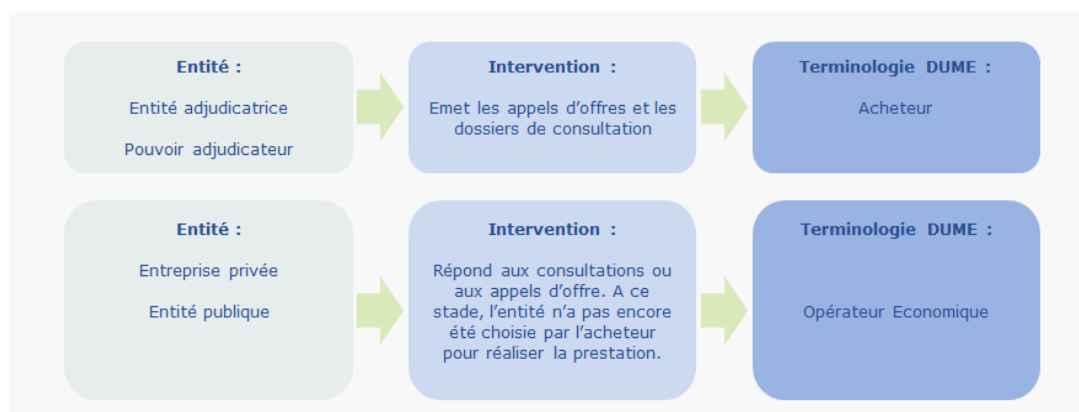 Entité :
Entité adjudicatrice
Pouvoir adjudicateur
Intervention :
Emet les appels d’offres et les
dossiers de consultation
Terminologie DUME :
Acheteur
Entité :
Entreprise privée
Entité publique
Intervention :
Répond aux consultations ou
aux appels d’offre. A ce
stade, l’entité n’a pas encore
été choisie par l’acheteur
pour réaliser la prestation.
Terminologie DUME :
Opérateur Economique